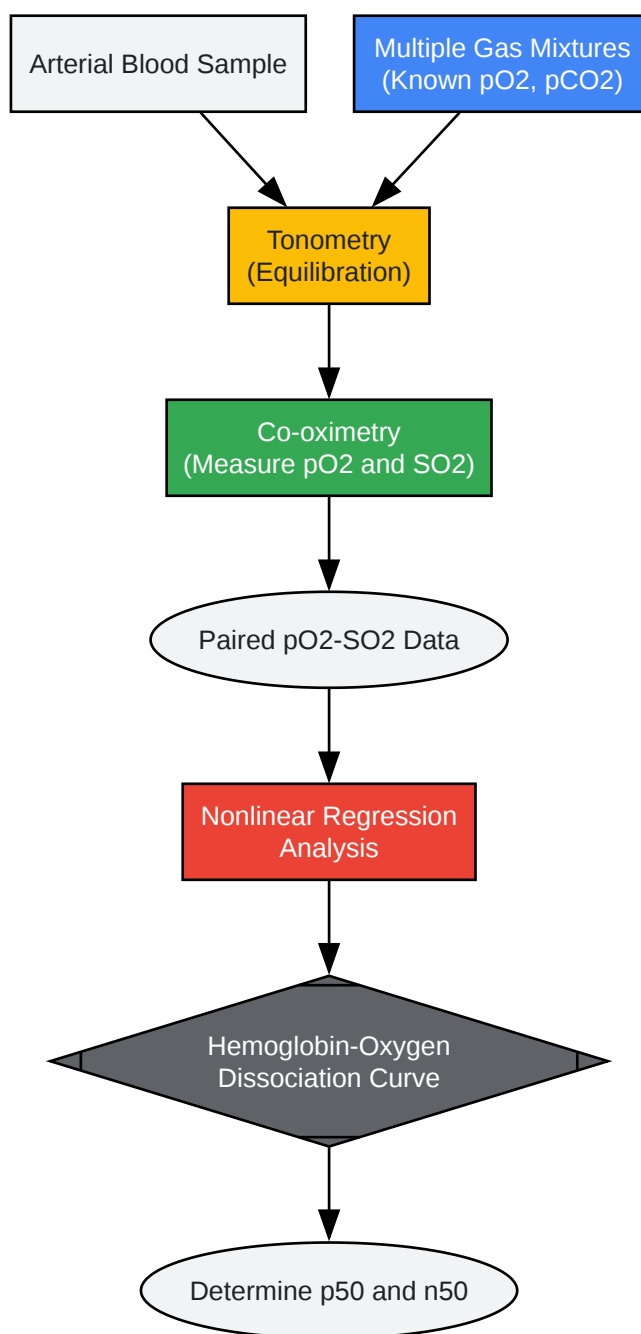 Arterial Blood Sample
Multiple Gas Mixtures
(Known pO2, pCO2)
Tonometry
(Equilibration)
Co-oximetry
(Measure pO2 and SO2)
Paired pO2-SO2 Data
Nonlinear Regression
Analysis
Hemoglobin-Oxygen
Dissociation Curve
Determine p50 and n50